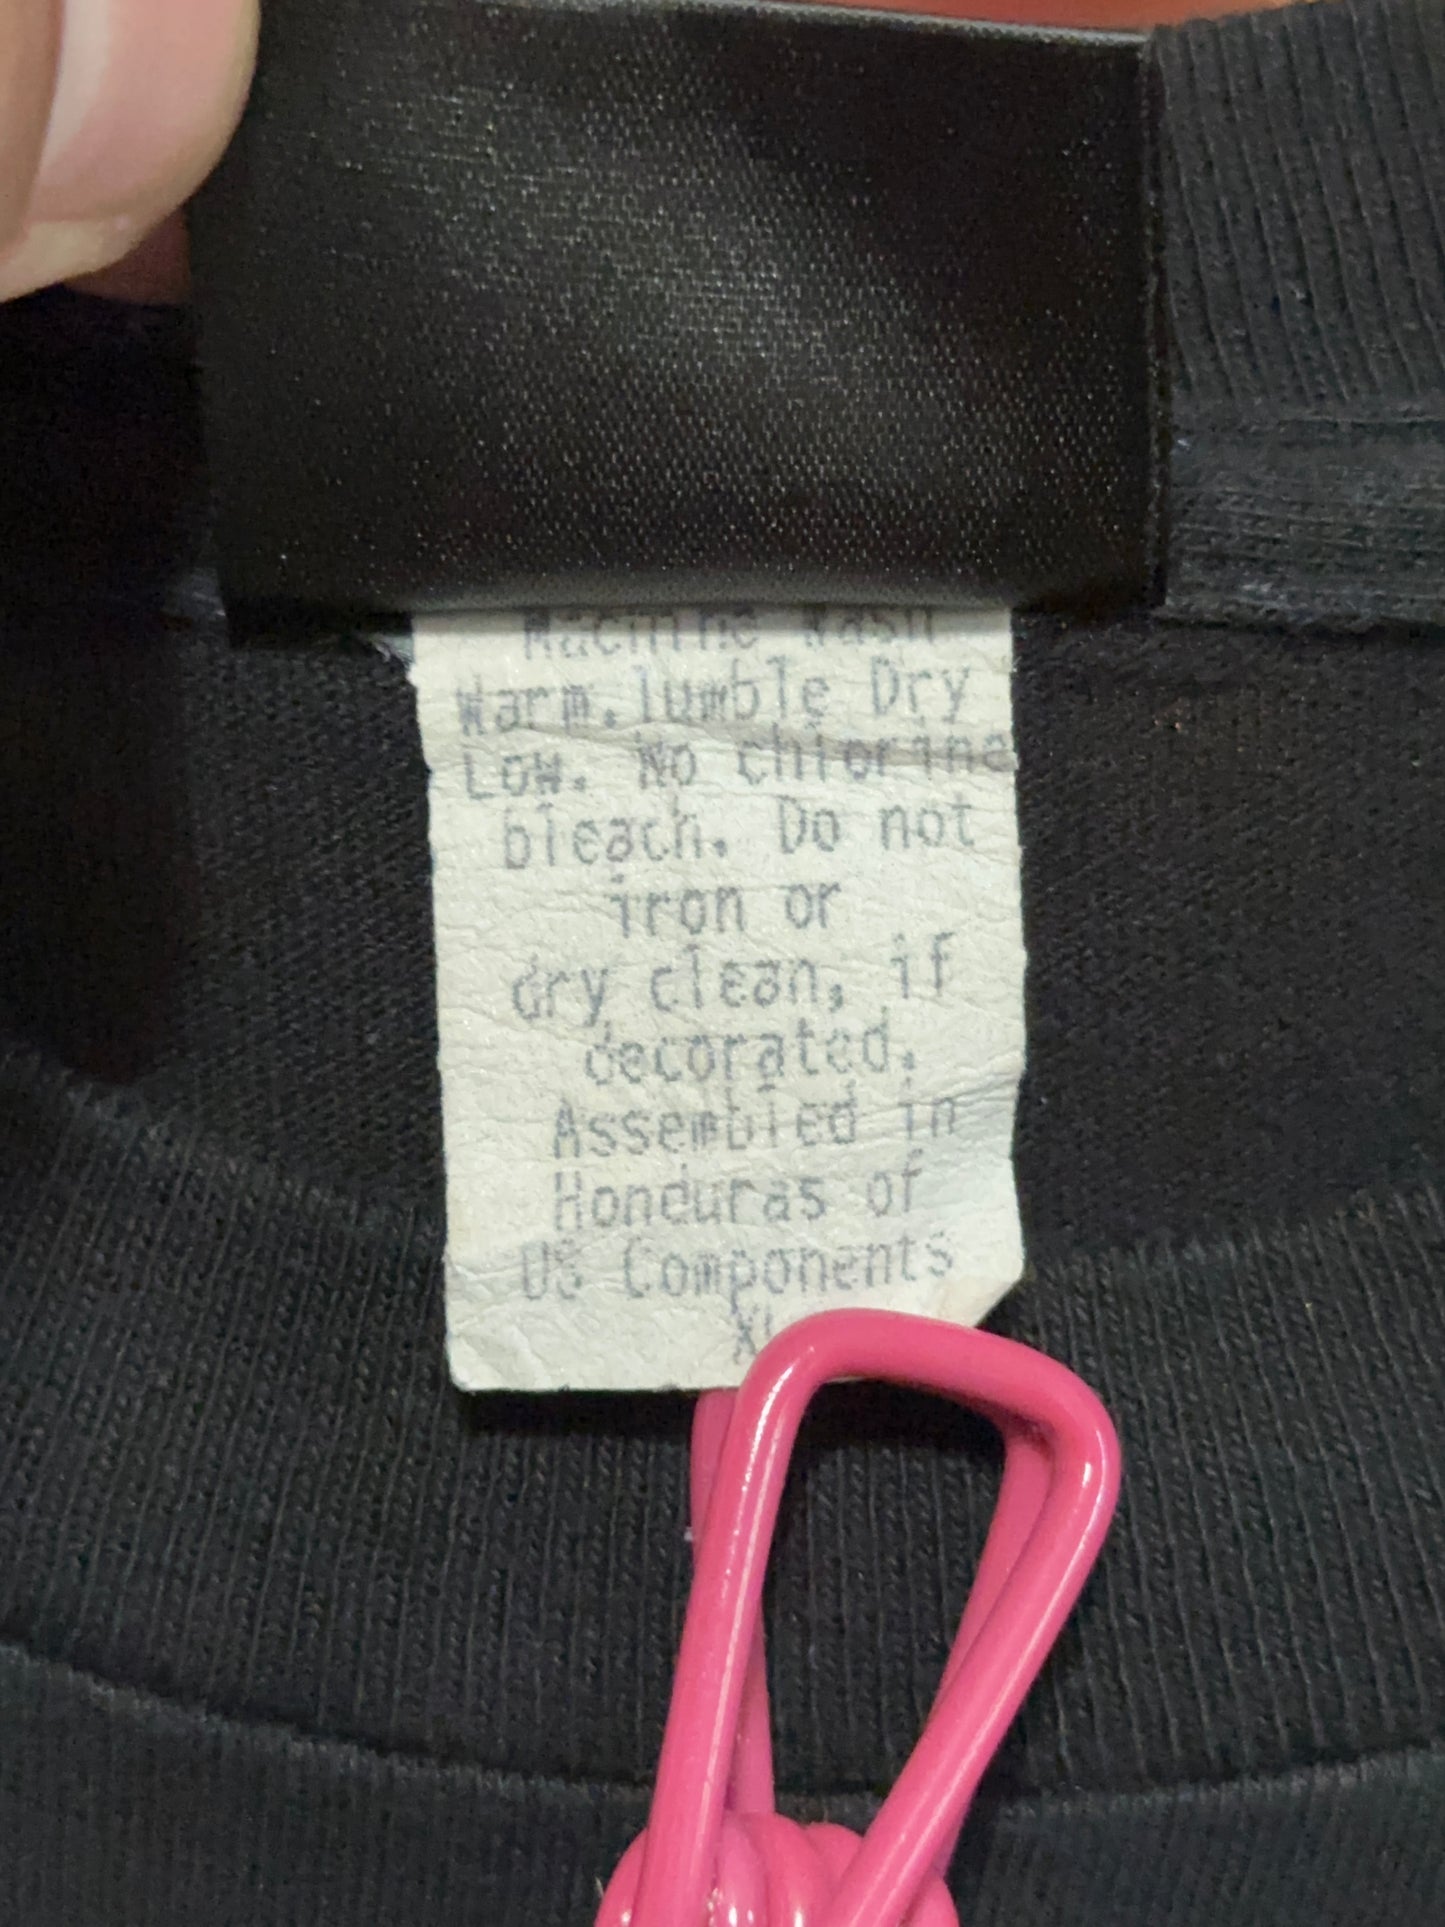 Machine Wash
Warm. Tumble Dry
Low. No chlorine
bleach. Do not
iron or
dry clean, if
decorated.
Assembled in
Honduras of
US Components
XL